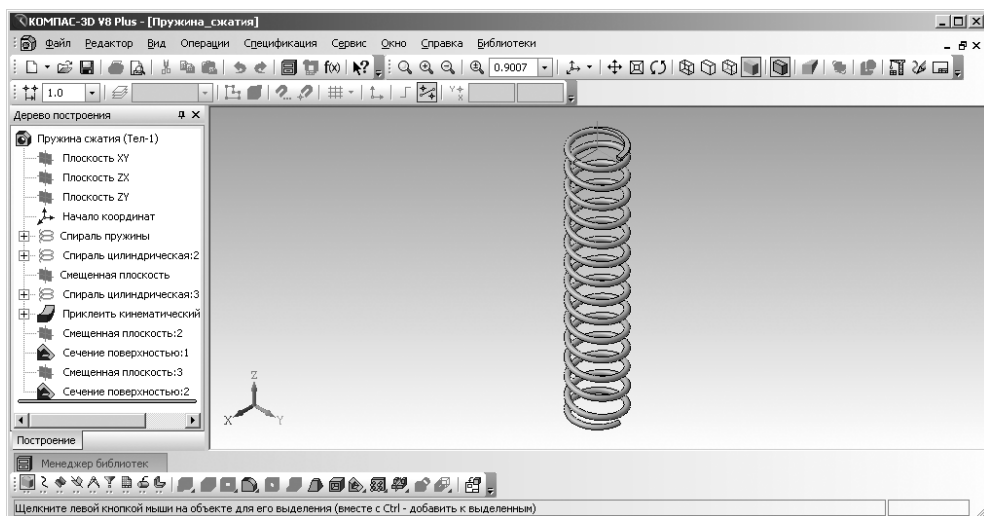 КОМПАС-3D V8 Plus - [Пружина_сжатия]
Файл Редактор Вид Операции Спецификация Сервис Окно Справка Библиотеки
f(x) 0.9007
1.0
Дерево построения
Пружина сжатия (Тел-1)
Плоскость XY
Плоскость ZX
Плоскость ZY
Начало координат
Спираль пружины
Спираль цилиндрическая:2
Смещенная плоскость
Спираль цилиндрическая:3
Приклеить кинематический
Смещенная плоскость:2
Сечение поверхностью:1
Смещенная плоскость:3
Сечение поверхностью:2
Z
X Y
Построение
Менеджер библиотек
Щелкните левой кнопкой мыши на объекте для его выделения (вместе с Ctrl - добавить к выделенным)